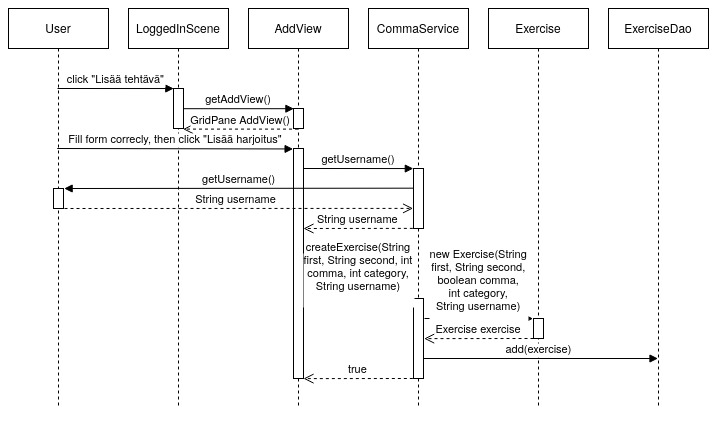 User
LoggedInScene
AddView
CommaService
Exercise
ExerciseDao
click "Lisää tehtävä"
getAddView()
GridPane AddView()
Fill form correcly, then click "Lisää harjoitus"
getUsername()
getUsername()
String username
String username
createExercise(String
first, String second, int
comma, int category,
String username)
new Exercise(String
first, String second,
boolean comma,
int category,
String username)
Exercise exercise
add(exercise)
true